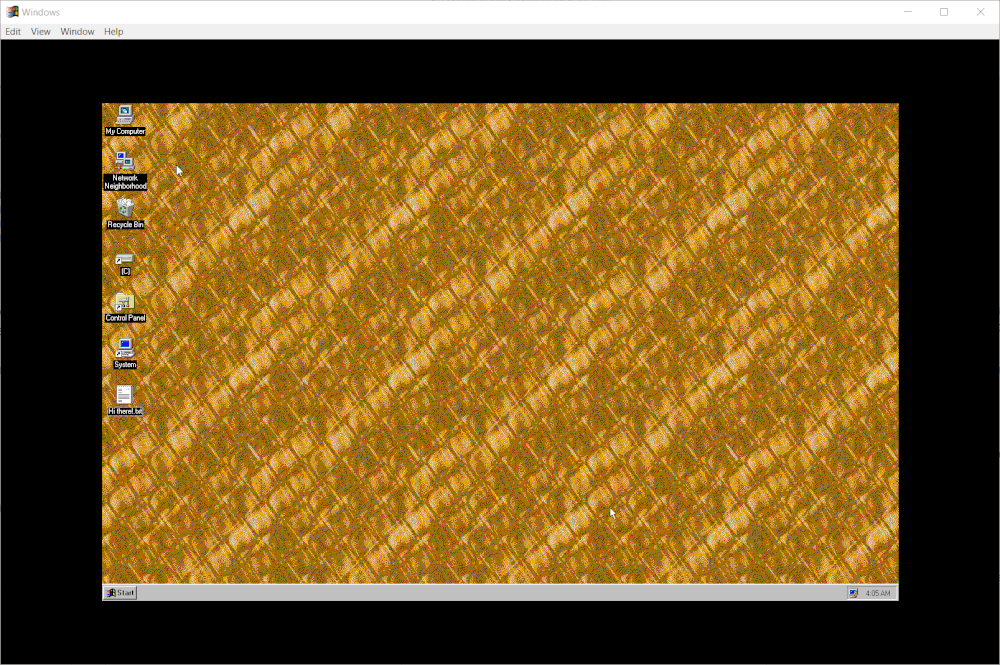 Windows
Edit View Window Help
My Computer
Network
Neighborhood
Recycle Bin
(C)
Control Panel
System
Hi there!.txt
Start
4:05 AM